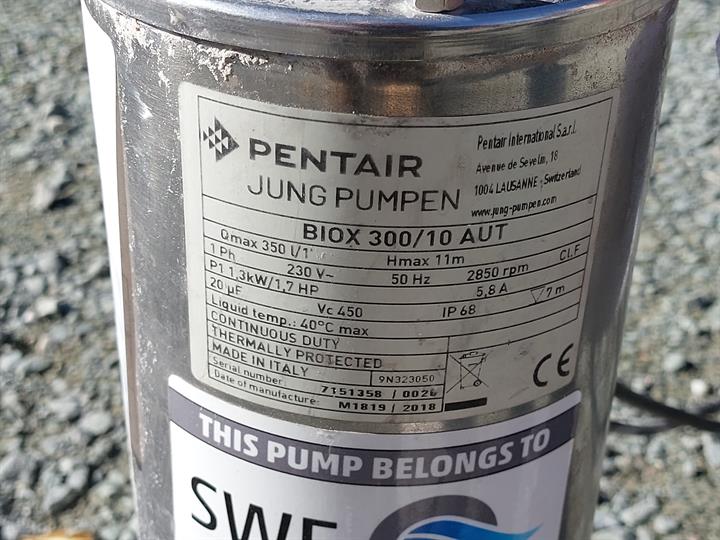 PENTAIR
JUNG PUMPEN
Pentair International S.a.r.l.
Avenue de Sevelin, 18
1004 LAUSANNE - Switzerland
www.jung-pumpen.com
BIOX 300/10 AUT
Qmax 350 l/1' Hmax 11m Cl.F
1 Ph 230 V~ 50 Hz 2850 rpm
P1 1,3kW/1,7 HP 5,8 A
20 µF Vc 450 IP 68 7m
Liquid temp.: 40°C max
CONTINUOUS DUTY
THERMALLY PROTECTED
MADE IN ITALY 9N323050
Serial number: 7151358 / 0026
Date of manufacture: M1819 / 2018
CE
THIS PUMP BELONGS TO